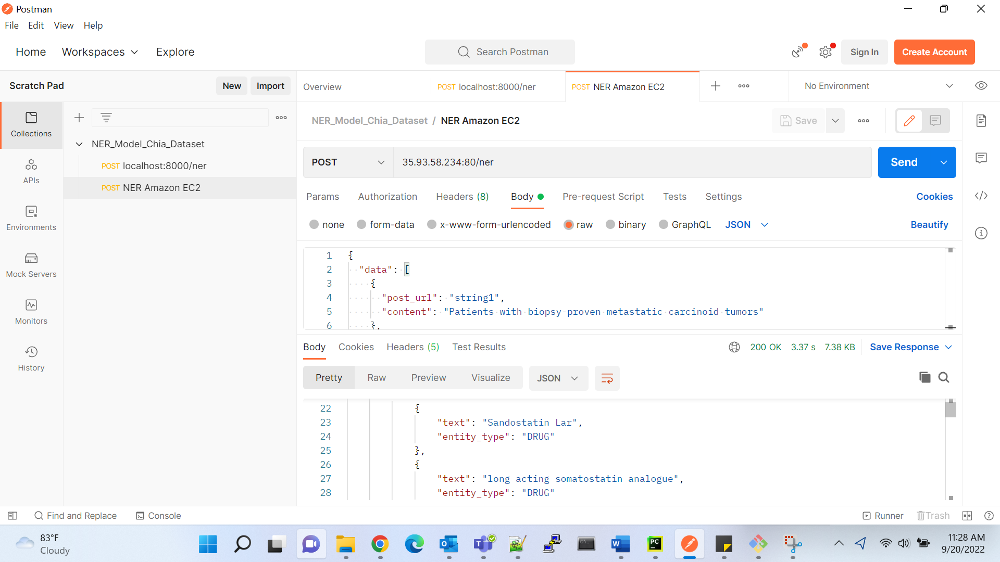 Postman
File Edit View Help
Home Workspaces Explore Search Postman Sign In Create Account
Scratch Pad New Import Overview POST localhost:8000/ner POST NER Amazon EC2 No Environment
Collections
APIs
Environments
Mock Servers
Monitors
History
NER_Model_Chia_Dataset
POST localhost:8000/ner
POST NER Amazon EC2
NER_Model_Chia_Dataset / NER Amazon EC2 Save
POST 35.93.58.234:80/ner Send
Params Authorization Headers (8) Body Pre-request Script Tests Settings Cookies
none form-data x-www-form-urlencoded raw binary GraphQL JSON Beautify
1 {
2 "data": [
3 {
4 "post_url": "string1",
5 "content": "Patients with biopsy-proven metastatic carcinoid tumors"
6 },
Body Cookies Headers (5) Test Results 200 OK 3.37 s 7.38 KB Save Response
Pretty Raw Preview Visualize JSON
22 {
23 "text": "Sandostatin Lar",
24 "entity_type": "DRUG"
25 },
26 {
27 "text": "long acting somatostatin analogue",
28 "entity_type": "DRUG"
Find and Replace Console Runner Trash
83°F
Cloudy
11:28 AM
9/20/2022